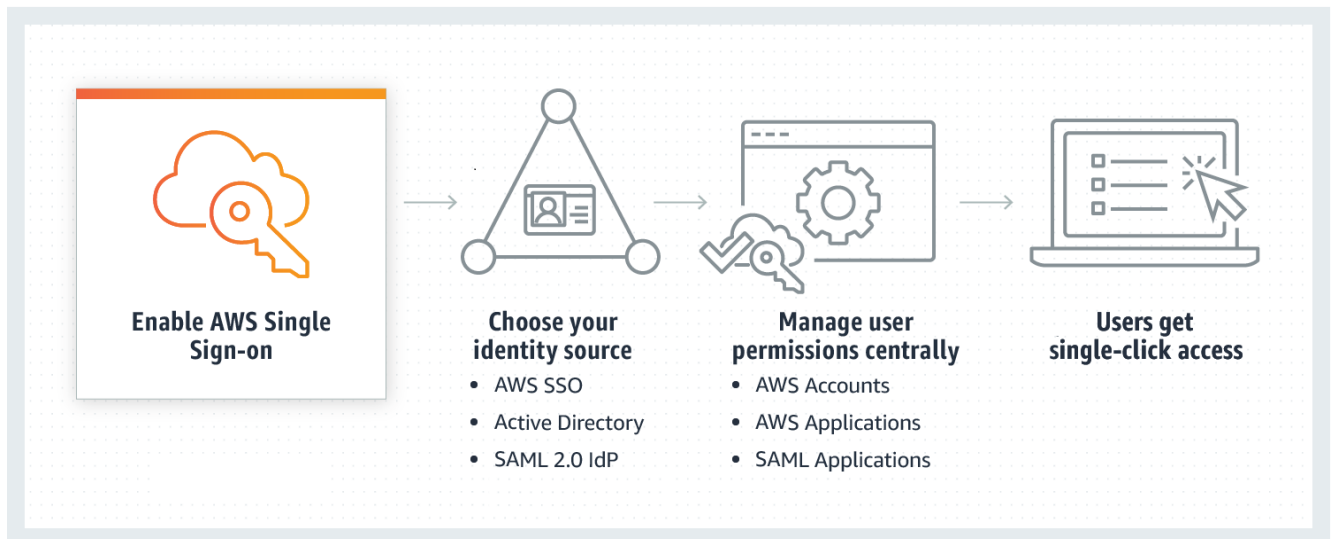 Enable AWS Single
Sign-on
Choose your
identity source
• AWS SSO
• Active Directory
• SAML 2.0 IdP
Manage user
permissions centrally
• AWS Accounts
• AWS Applications
• SAML Applications
Users get
single-click access